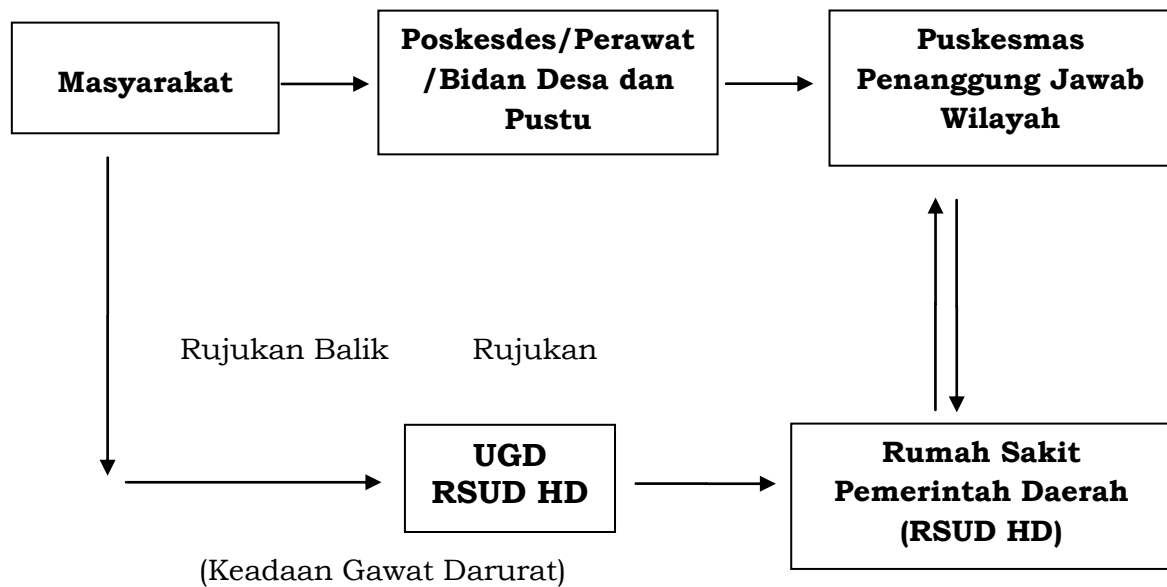 Masyarakat
Poskesdes/Perawat
/Bidan Desa dan
Pustu
Puskesmas
Penanggung Jawab
Wilayah
Rujukan Balik
Rujukan
UGD
RSUD HD
Rumah Sakit
Pemerintah Daerah
(RSUD HD)
(Keadaan Gawat Darurat)